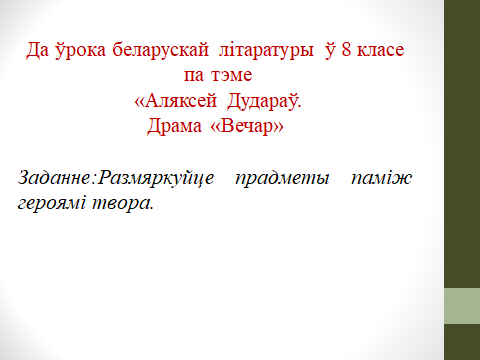 Да ўрока беларускай літаратуры ў 8 класе
па тэме
«Аляксей Дудараў.
Драма «Вечар»
Заданне:Размяркуйце прадметы паміж
героямі твора.